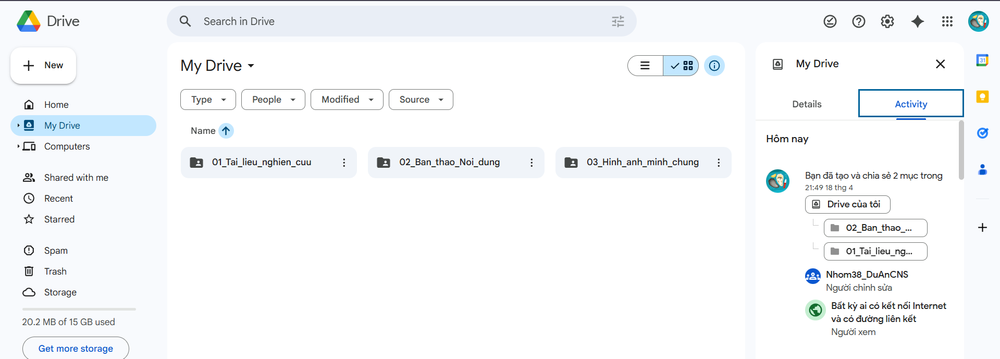 Drive
Search in Drive
New
Home
My Drive
Computers
Shared with me
Recent
Starred
Spam
Trash
Storage
20.2 MB of 15 GB used
Get more storage
My Drive
Type
People
Modified
Source
Name
01_Tai_lieu_nghien_cuu
02_Ban_thao_Noi_dung
03_Hinh_anh_minh_chung
My Drive
Details
Activity
Hôm nay
Bạn đã tạo và chia sẻ 2 mục trong
21:49 18 thg 4
Drive của tôi
02_Ban_thao_...
01_Tai_lieu_ng...
Nhom38_DuAnCNS
Người chỉnh sửa
Bất kỳ ai có kết nối Internet
và có đường liên kết
Người xem
31